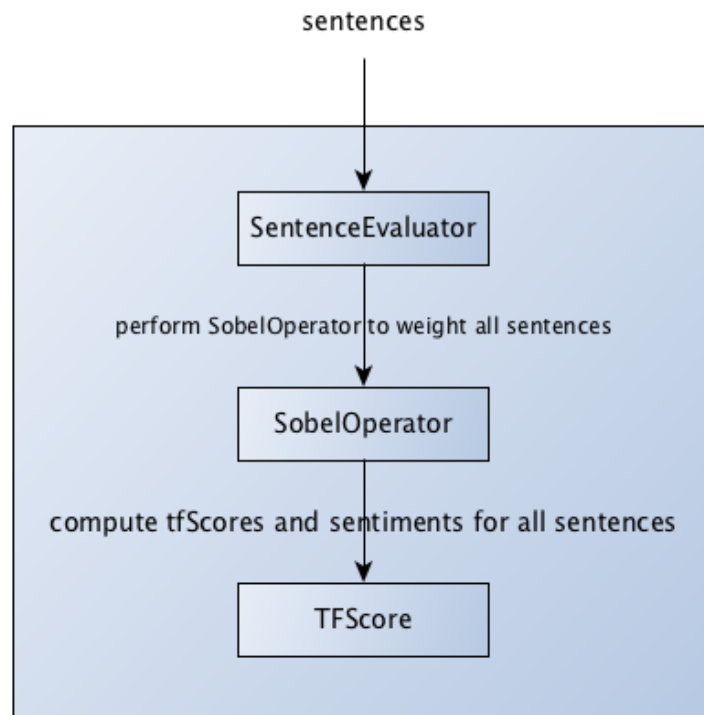 sentences
SentenceEvaluator
perform SobelOperator to weight all sentences
SobelOperator
compute tfScores and sentiments for all sentences
TFScore